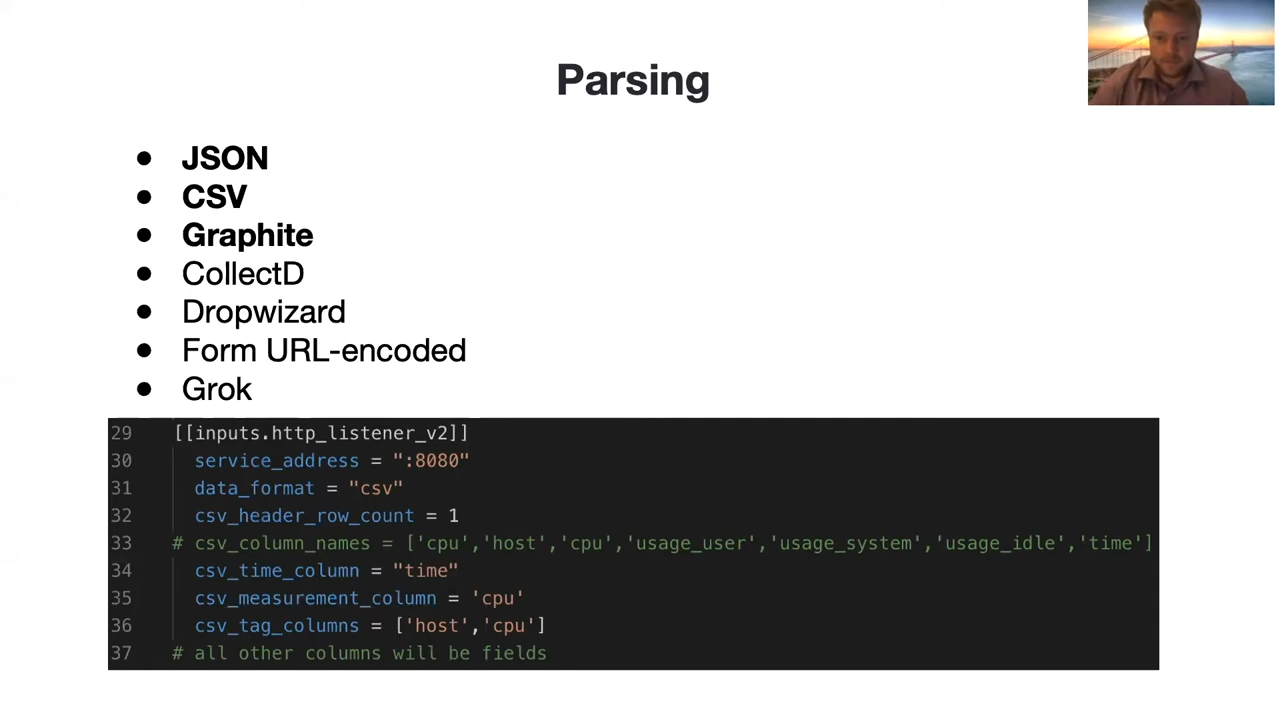 Parsing
● JSON
● CSV
● Graphite
● CollectD
● Dropwizard
● Form URL-encoded
● Grok
29 [[inputs.http_listener_v2]]
30 service_address = ":8080"
31 data_format = "csv"
32 csv_header_row_count = 1
33 # csv_column_names = ['cpu','host','cpu','usage_user','usage_system','usage_idle','time']
34 csv_time_column = "time"
35 csv_measurement_column = 'cpu'
36 csv_tag_columns = ['host','cpu']
37 # all other columns will be fields